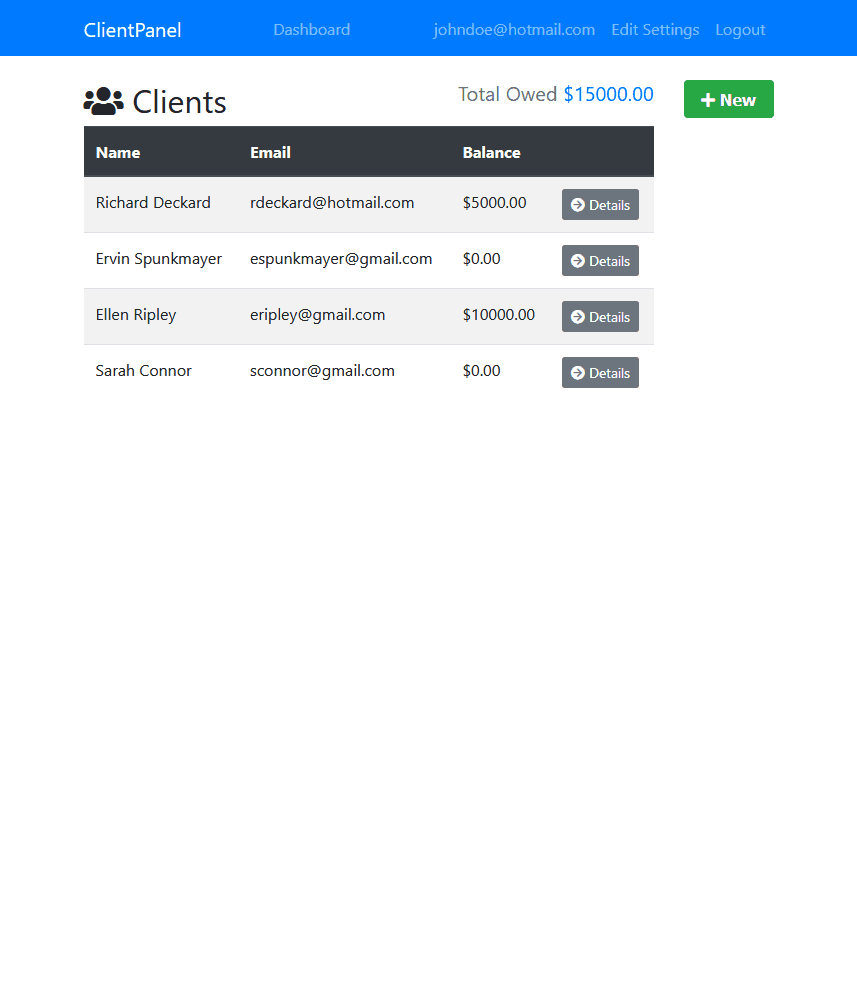 ClientPanel Dashboard johndoe@hotmail.com Edit Settings Logout
Clients Total Owed $15000.00 New
Name Email Balance
Richard Deckard rdeckard@hotmail.com $5000.00 Details
Ervin Spunkmayer espunkmayer@gmail.com $0.00 Details
Ellen Ripley eripley@gmail.com $10000.00 Details
Sarah Connor sconnor@gmail.com $0.00 Details